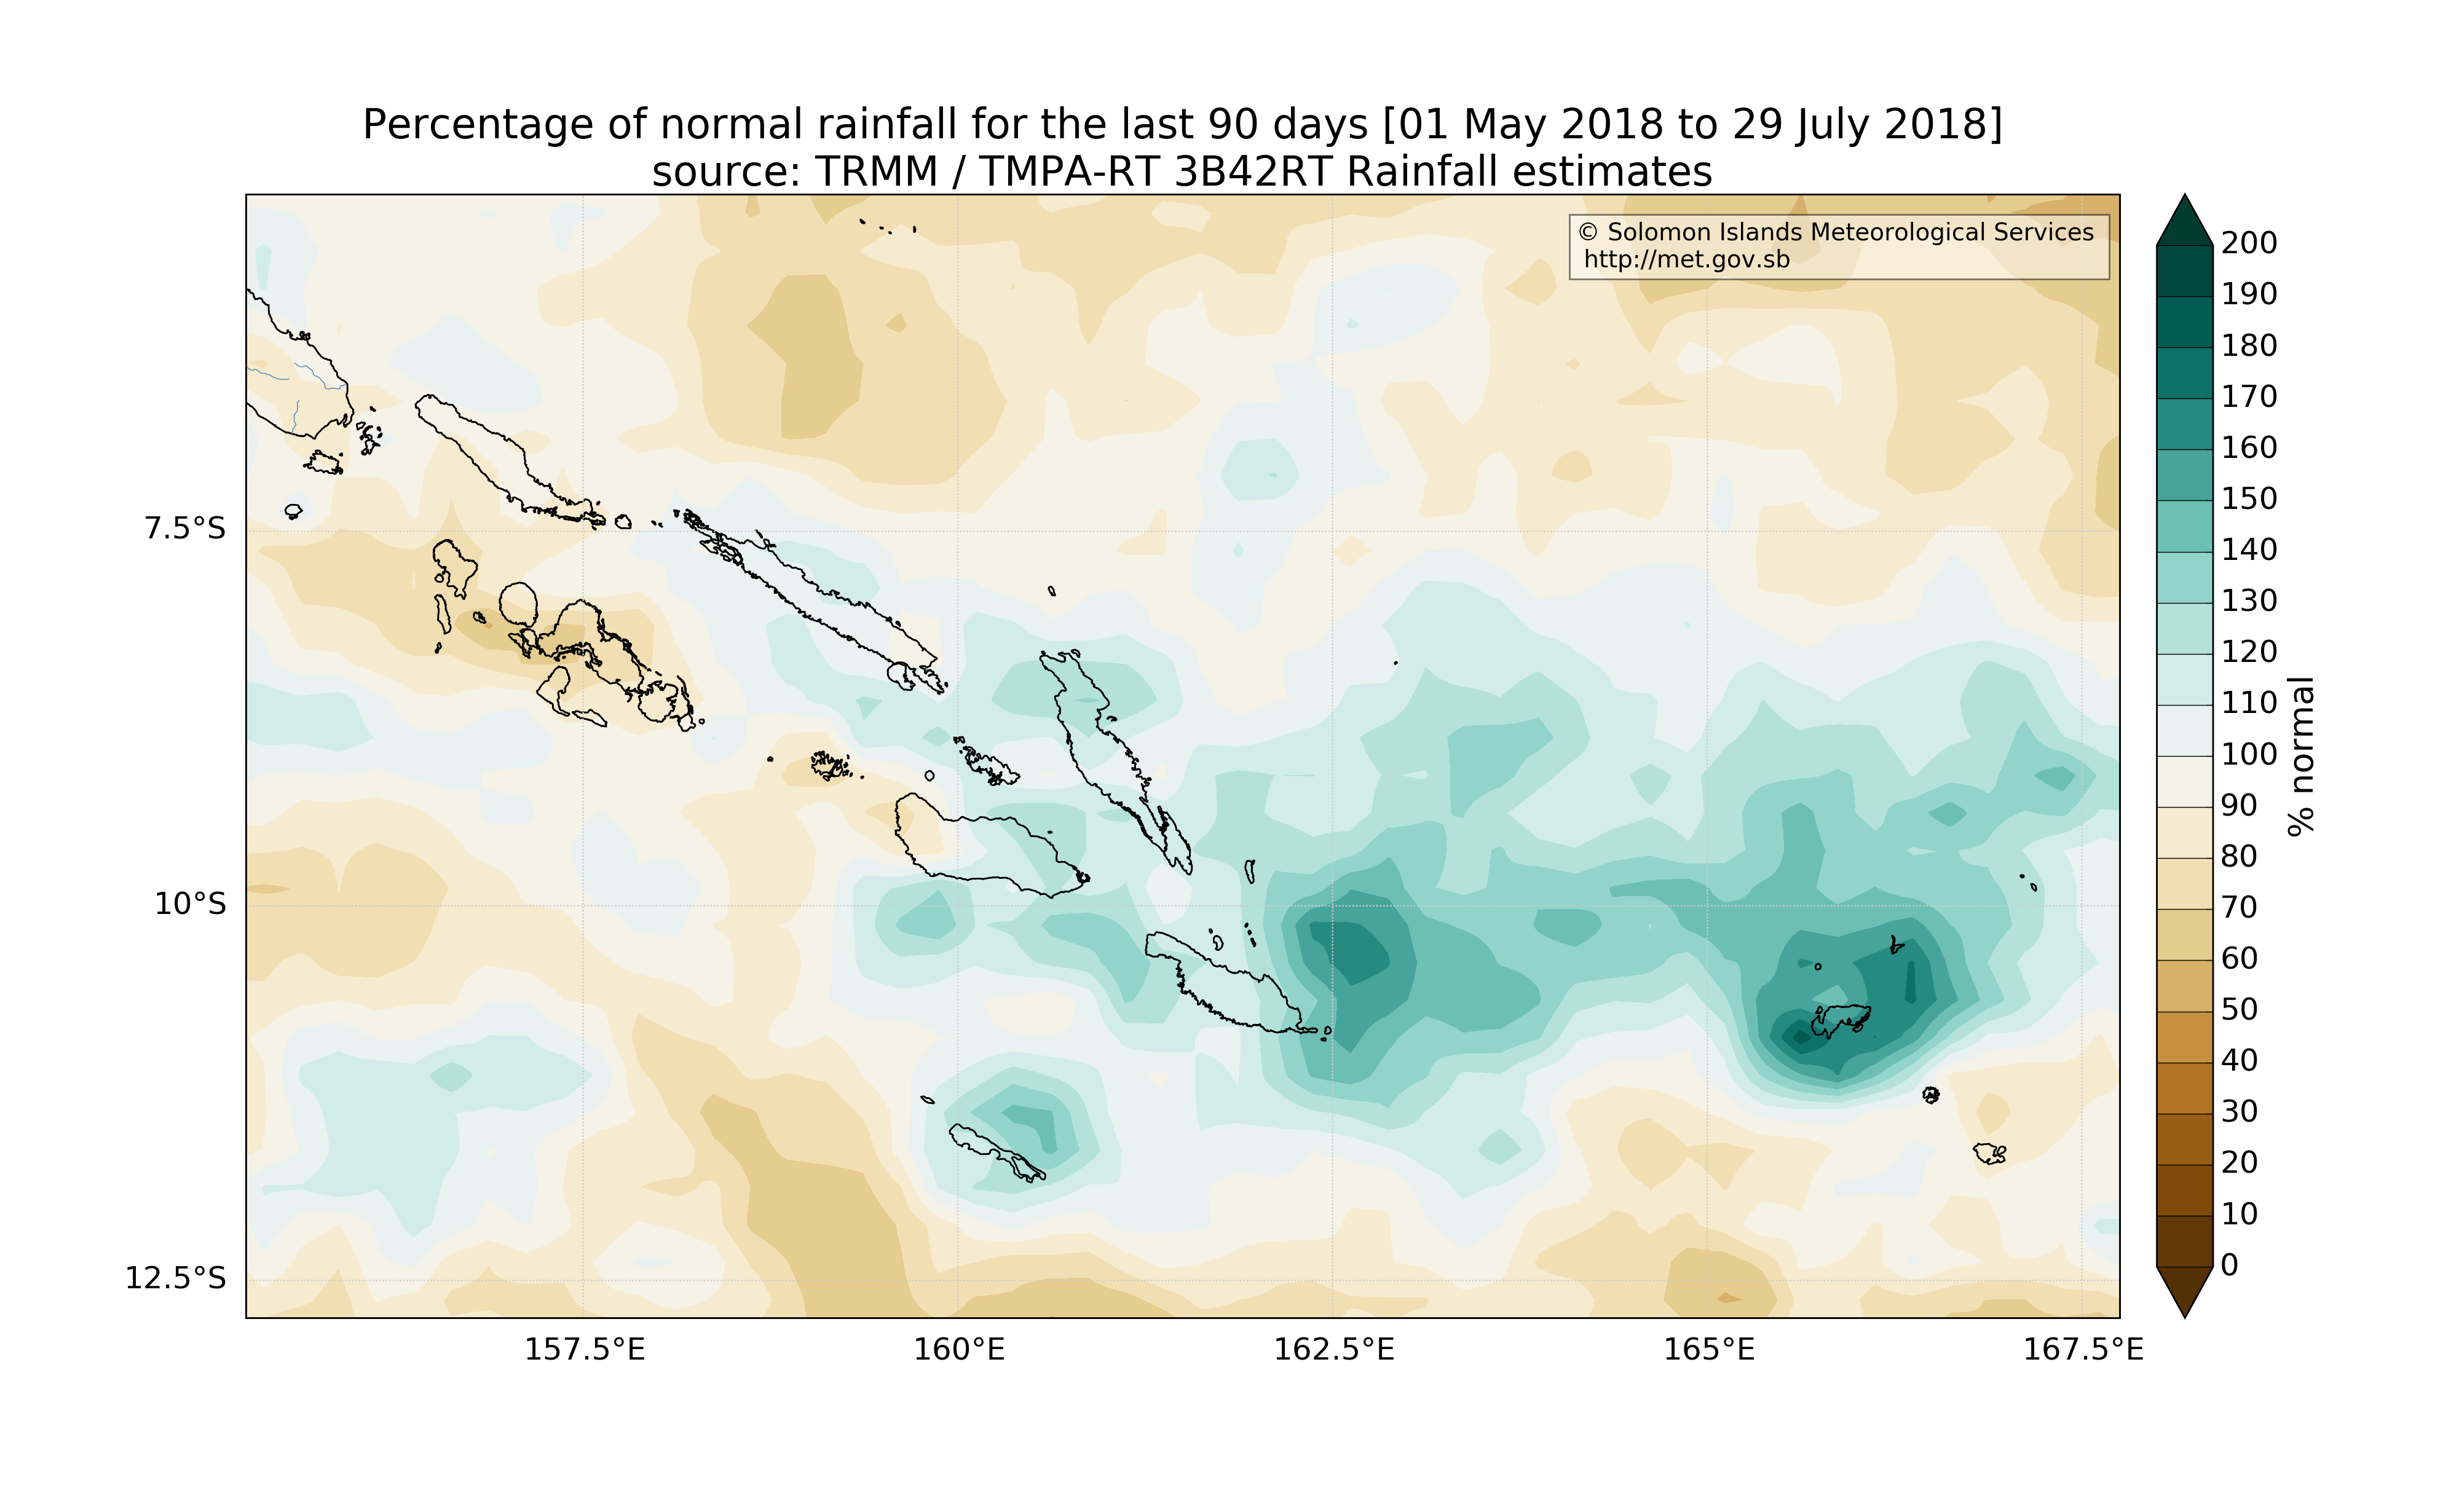 Percentage of normal rainfall for the last 90 days [01 May 2018 to 29 July 2018]
source: TRMM / TMPA-RT 3B42RT Rainfall estimates
© Solomon Islands Meteorological Services
http://met.gov.sb
7.5°S
10°S
12.5°S
157.5°E
160°E
162.5°E
165°E
167.5°E
200
190
180
170
160
150
140
130
120
110
100
90
80
70
60
50
40
30
20
10
0
% normal